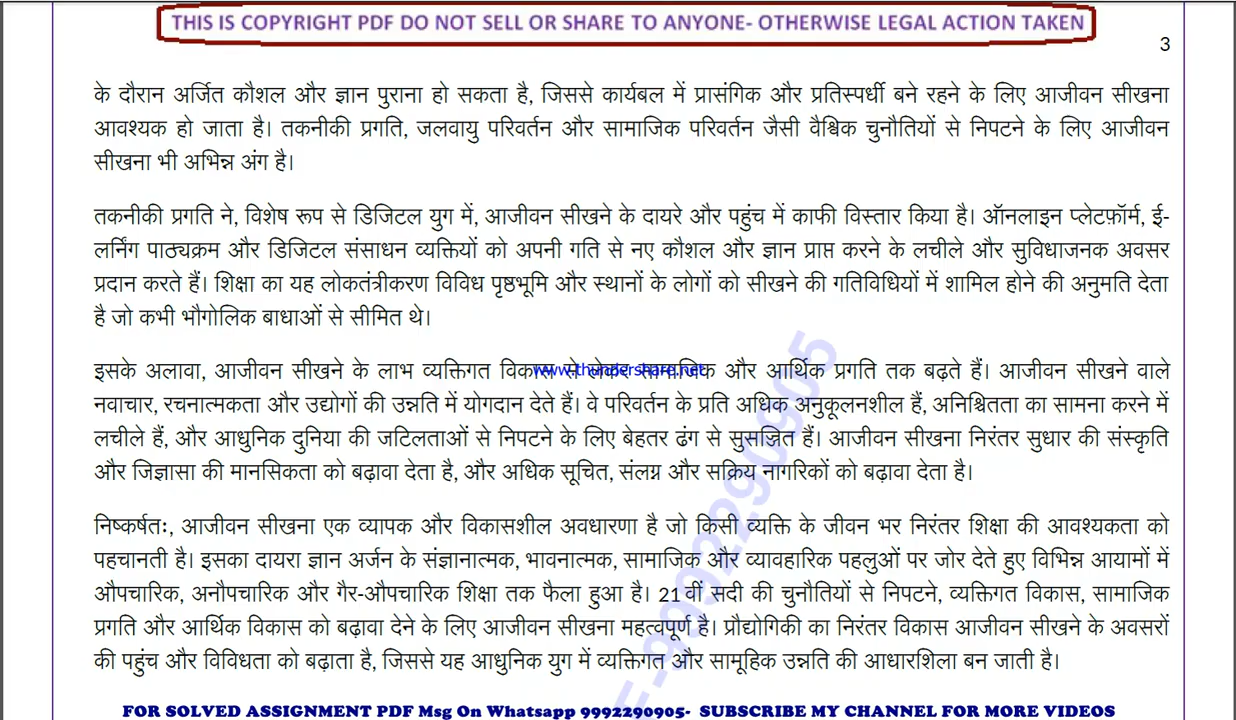 THIS IS COPYRIGHT PDF DO NOT SELL OR SHARE TO ANYONE- OTHERWISE LEGAL ACTION TAKEN
3
के दौरान अर्जित कौशल और ज्ञान पुराना हो सकता है, जिससे कार्यबल में प्रासंगिक और प्रतिस्पर्धी बने रहने के लिए आजीवन सीखना
आवश्यक हो जाता है। तकनीकी प्रगति, जलवायु परिवर्तन और सामाजिक परिवर्तन जैसी वैश्विक चुनौतियों से निपटने के लिए आजीवन
सीखना भी अभिन्न अंग है।
तकनीकी प्रगति ने, विशेष रूप से डिजिटल युग में, आजीवन सीखने के दायरे और पहुंच में काफी विस्तार किया है। ऑनलाइन प्लेटफ़ॉर्म, ई-
लर्निंग पाठ्यक्रम और डिजिटल संसाधन व्यक्तियों को अपनी गति से नए कौशल और ज्ञान प्राप्त करने के लचीले और सुविधाजनक अवसर
प्रदान करते हैं। शिक्षा का यह लोकतंत्रीकरण विविध पृष्ठभूमि और स्थानों के लोगों को सीखने की गतिविधियों में शामिल होने की अनुमति देता
है जो कभी भौगोलिक बाधाओं से सीमित थे।
इसके अलावा, आजीवन सीखने के लाभ व्यक्तिगत विकास से लेकर सामाजिक और आर्थिक प्रगति तक बढ़ते हैं। आजीवन सीखने वाले
www.thundershare.net
नवाचार, रचनात्मकता और उद्योगों की उन्नति में योगदान देते हैं। वे परिवर्तन के प्रति अधिक अनुकूलनशील हैं, अनिश्चितता का सामना करने में
लचीले हैं, और आधुनिक दुनिया की जटिलताओं से निपटने के लिए बेहतर ढंग से सुसज्जित हैं। आजीवन सीखना निरंतर सुधार की संस्कृति
और जिज्ञासा की मानसिकता को बढ़ावा देता है, और अधिक सूचित, संलग्न और सक्रिय नागरिकों को बढ़ावा देता है।
निष्कर्षतः, आजीवन सीखना एक व्यापक और विकासशील अवधारणा है जो किसी व्यक्ति के जीवन भर निरंतर शिक्षा की आवश्यकता को
पहचानती है। इसका दायरा ज्ञान अर्जन के संज्ञानात्मक, भावनात्मक, सामाजिक और व्यावहारिक पहलुओं पर जोर देते हुए विभिन्न आयामों में
औपचारिक, अनौपचारिक और गैर-औपचारिक शिक्षा तक फैला हुआ है। 21 वीं सदी की चुनौतियों से निपटने, व्यक्तिगत विकास, सामाजिक
प्रगति और आर्थिक विकास को बढ़ावा देने के लिए आजीवन सीखना महत्वपूर्ण है। प्रौद्योगिकी का निरंतर विकास आजीवन सीखने के अवसरों
की पहुंच और विविधता को बढ़ाता है, जिससे यह आधुनिक युग में व्यक्तिगत और सामूहिक उन्नति की आधारशिला बन जाती है।
-9992290905
FOR SOLVED ASSIGNMENT PDF Msg On Whatsapp 9992290905- SUBSCRIBE MY CHANNEL FOR MORE VIDEOS